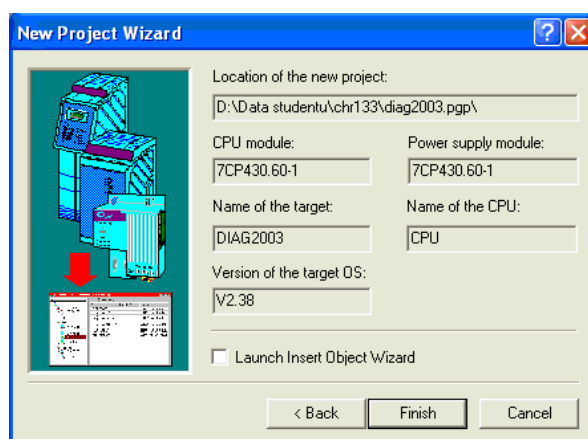 New Project Wizard
Location of the new project:
D:\Data studentu\chr133\diag2003.pgp\
CPU module: Power supply module:
7CP430.60-1 7CP430.60-1
Name of the target: Name of the CPU:
DIAG2003 CPU
Version of the target OS:
V2.38
Launch Insert Object Wizard
< Back Finish Cancel